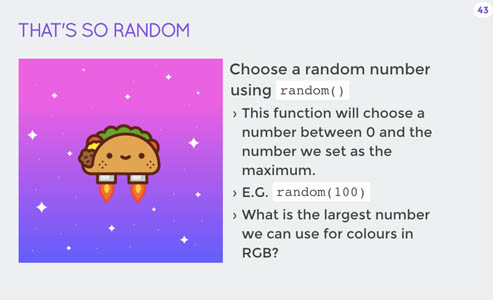 43
THAT'S SO RANDOM
Choose a random number
using random()
› This function will choose a
number between 0 and the
number we set as the
maximum.
› E.G. random(100)
› What is the largest number
we can use for colours in
RGB?